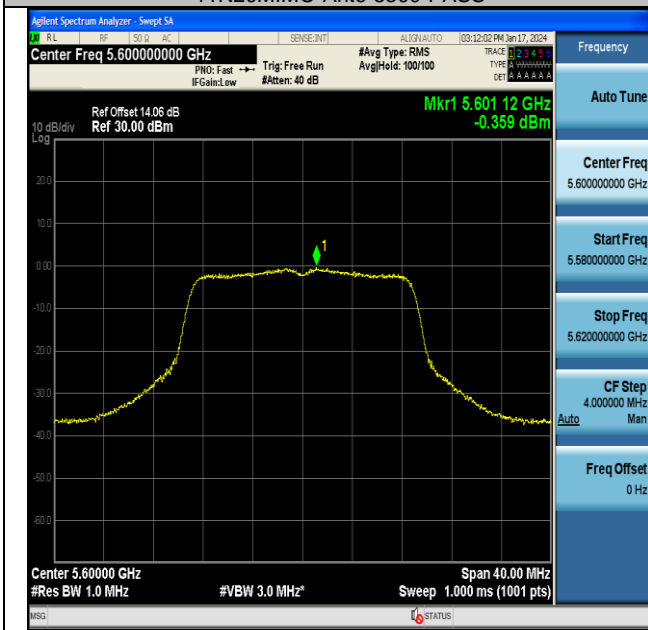 Agilent Spectrum Analyzer - Swept SA
RL RF 50 Ω AC SENSE:INT ALIGN AUTO 03:12:02 PM Jan 17, 2024
Center Freq 5.600000000 GHz
PNO: Fast
IFGain:Low
Trig: Free Run
#Atten: 40 dB
#Avg Type: RMS
Avg|Hold: 100/100
TRACE 1 2 3 4 5 6
TYPE A
DET A A A A A A
Frequency
Auto Tune
Center Freq
5.600000000 GHz
Start Freq
5.580000000 GHz
Stop Freq
5.620000000 GHz
CF Step
4.000000 MHz
Auto Man
Freq Offset
0 Hz
Ref Offset 14.06 dB
10 dB/div Ref 30.00 dBm
Log
Mkr1 5.601 12 GHz
-0.359 dBm
20.0
10.0
0.00
-10.0
-20.0
-30.0
-40.0
-50.0
-60.0
1
Center 5.60000 GHz
Span 40.00 MHz
#Res BW 1.0 MHz
#VBW 3.0 MHz*
Sweep 1.000 ms (1001 pts)
MSG
STATUS